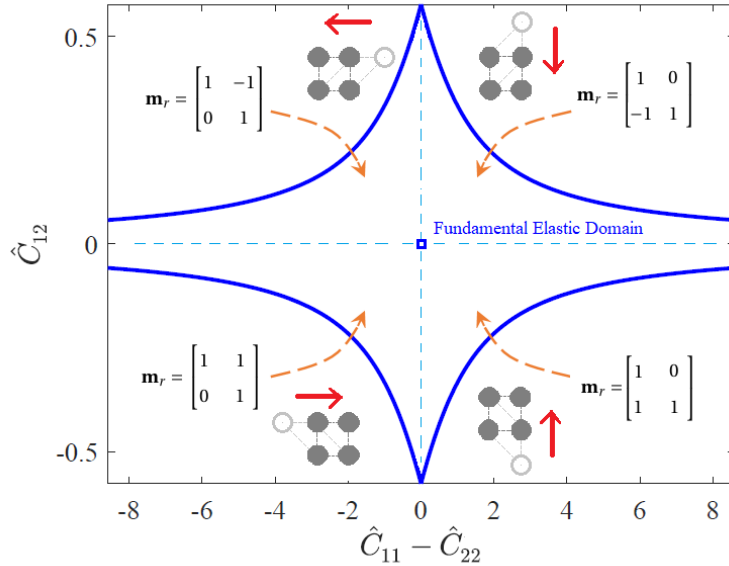 0.5
m_r = [1 -1
0 1]
m_r = [1 0
-1 1]
Ĉ₁₂
0
Fundamental Elastic Domain
m_r = [1 1
0 1]
m_r = [1 0
1 1]
-0.5
-8 -6 -4 -2 0 2 4 6 8
Ĉ₁₁ − Ĉ₂₂